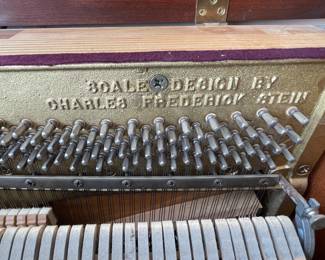 SCALE DESIGN BY
CHARLES FREDERICK STEIN